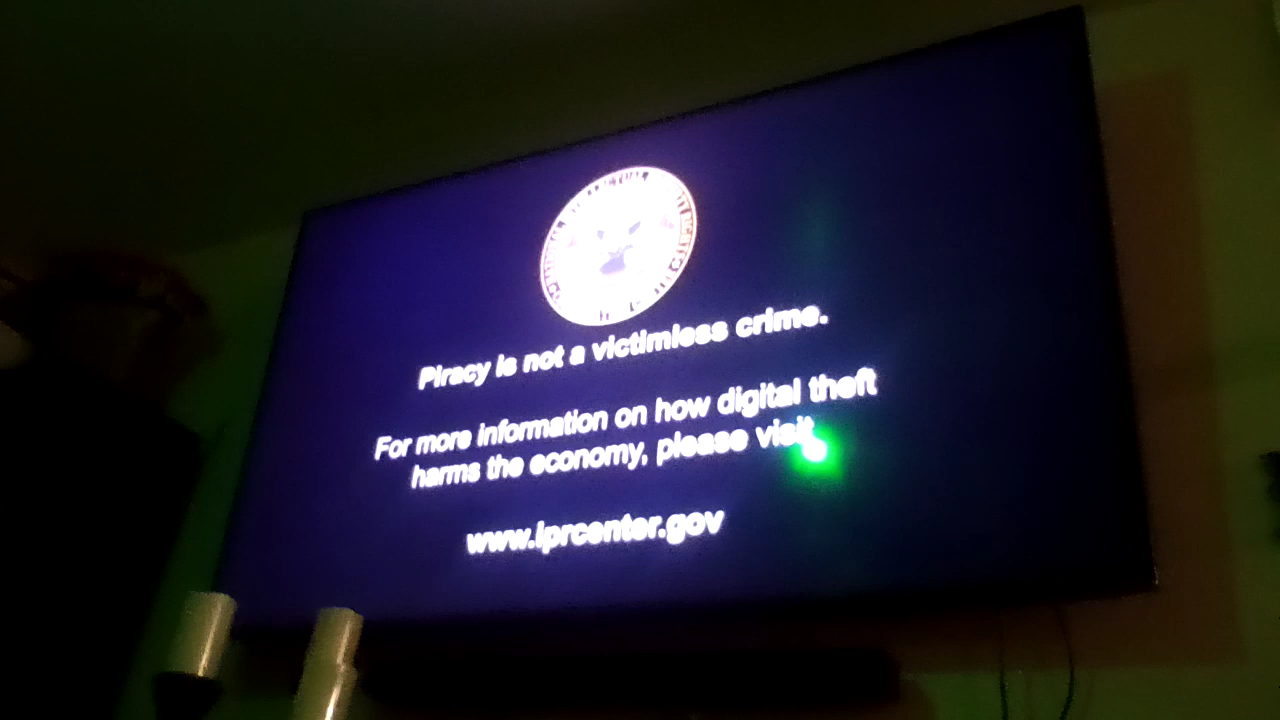 INTELLECTUAL
Piracy is not a victimless crime.
For more information on how digital theft
harms the economy, please visit
www.iprcenter.gov